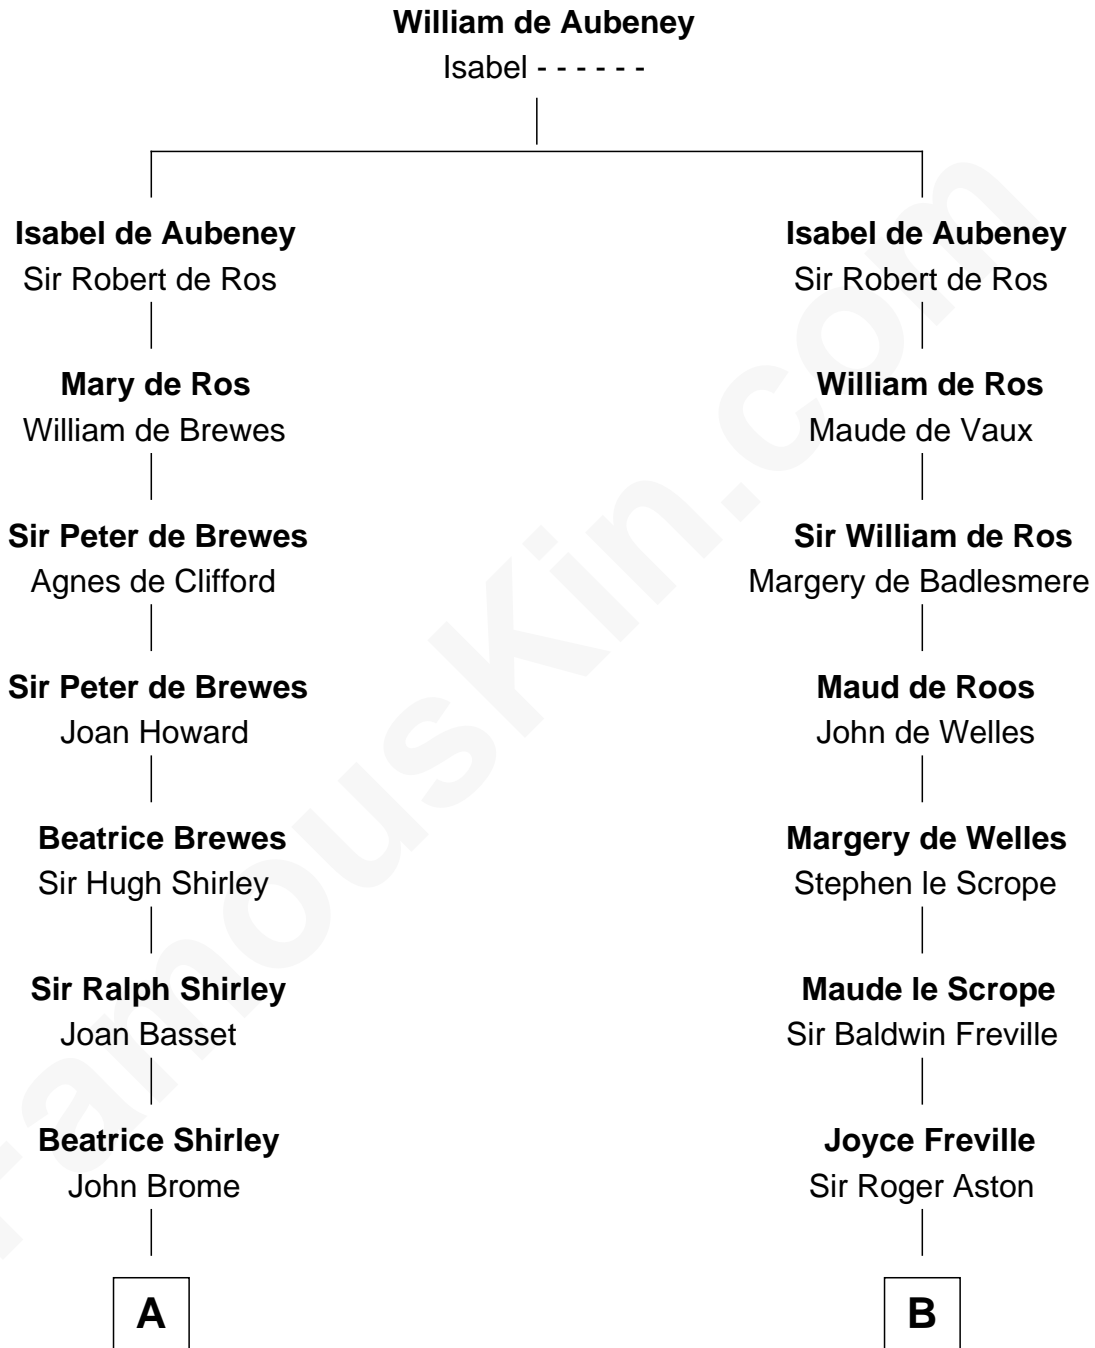 William de Aubeney
Isabel - - - - - -
Isabel de Aubeney
Sir Robert de Ros
Isabel de Aubeney
Sir Robert de Ros
Mary de Ros
William de Brewes
William de Ros
Maude de Vaux
Sir Peter de Brewes
Agnes de Clifford
Sir William de Ros
Margery de Badlesmere
Sir Peter de Brewes
Joan Howard
Maud de Roos
John de Welles
Beatrice Brewes
Sir Hugh Shirley
Margery de Welles
Stephen le Scrope
Sir Ralph Shirley
Joan Basset
Maude le Scrope
Sir Baldwin Freville
Beatrice Shirley
John Brome
Joyce Freville
Sir Roger Aston
A
B
FamousKin.com